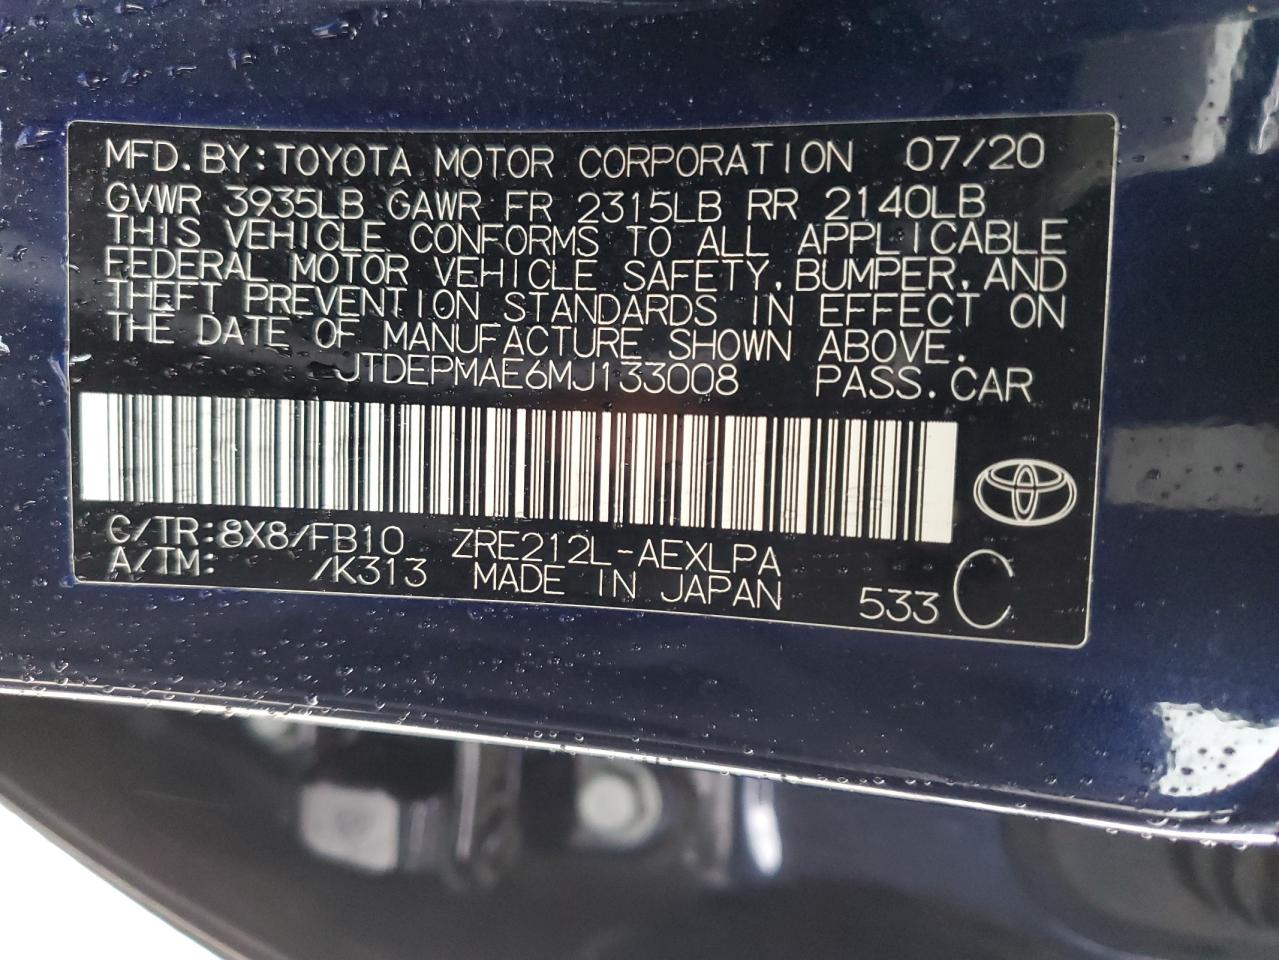 MFD.BY:TOYOTA MOTOR CORPORATION 07/20
GVWR 3935LB GAWR FR 2315LB RR 2140LB
THIS VEHICLE CONFORMS TO ALL APPLICABLE
FEDERAL MOTOR VEHICLE SAFETY,BUMPER,AND
THEFT PREVENTION STANDARDS IN EFFECT ON
THE DATE OF MANUFACTURE SHOWN ABOVE.
JTDEPMAE6MJ133008 PASS.CAR
C/TR:8X8/FB10 ZRE212L-AEXLPA
A/TM: /K313 MADE IN JAPAN 533 C